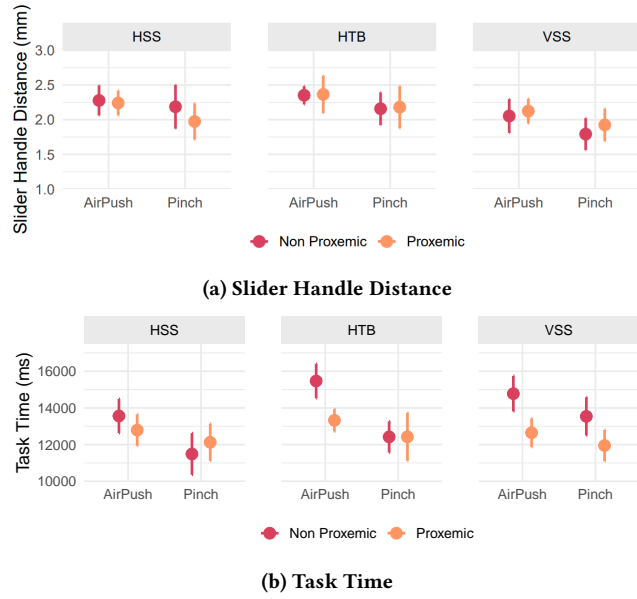 HSS HTB VSS
Slider Handle Distance (mm)
3.0
2.5
2.0
1.5
1.0
AirPush Pinch AirPush Pinch AirPush Pinch
Non Proxemic Proxemic
(a) Slider Handle Distance
HSS HTB VSS
Task Time (ms)
16000
14000
12000
10000
AirPush Pinch AirPush Pinch AirPush Pinch
Non Proxemic Proxemic
(b) Task Time